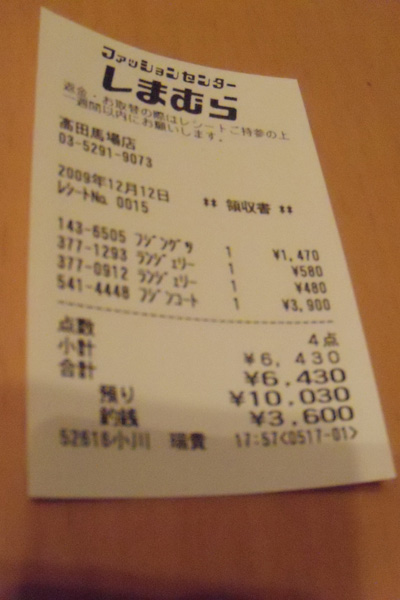 ファッションセンター
しまむら
返金・お取替の際はレシートご持参の上
一週間以内にお願いします。
高田馬場店
03-5291-9073
2009年12月12日
レシートNo. 0015 !! 領収書 !!
143-6505 フジンゲタ 1 ¥1,470
377-1293 ランジェリー 1 ¥580
377-0912 ランジェリー 1 ¥480
541-4448 フジンコート 1 ¥3,900
点数 4点
小計 ¥6,430
合計 ¥6,430
預り ¥10,030
釣銭 ¥3,600
52616小川 瑞貴 17:57<0517-01>